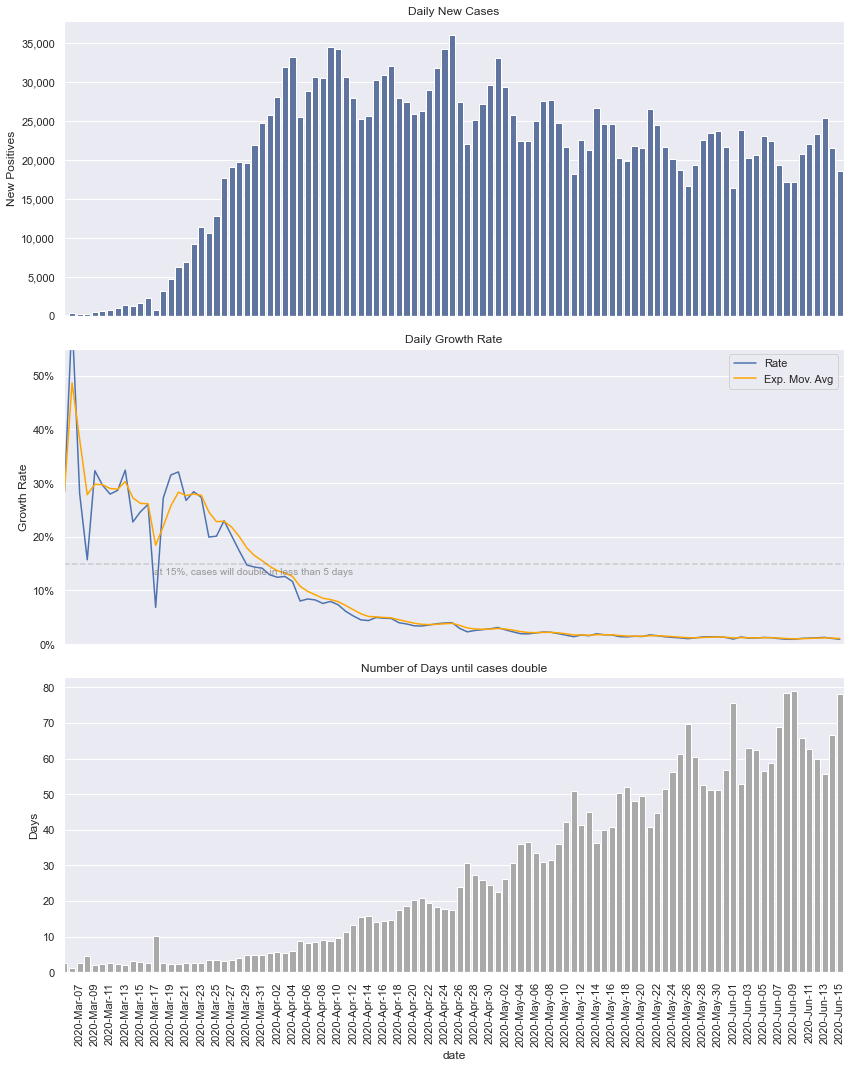 Daily New Cases
35,000
30,000
25,000
20,000
15,000
10,000
5,000
0
New Positives
Daily Growth Rate
50%
40%
30%
20%
10%
0%
Growth Rate
Rate
Exp. Mov. Avg
at 15%, cases will double in less than 5 days
Number of Days until cases double
80
70
60
50
40
30
20
10
0
Days
2020-Mar-07
2020-Mar-09
2020-Mar-11
2020-Mar-13
2020-Mar-15
2020-Mar-17
2020-Mar-19
2020-Mar-21
2020-Mar-23
2020-Mar-25
2020-Mar-27
2020-Mar-29
2020-Mar-31
2020-Apr-02
2020-Apr-04
2020-Apr-06
2020-Apr-08
2020-Apr-10
2020-Apr-12
2020-Apr-14
2020-Apr-16
2020-Apr-18
2020-Apr-20
2020-Apr-22
2020-Apr-24
2020-Apr-26
2020-Apr-28
2020-Apr-30
2020-May-02
2020-May-04
2020-May-06
2020-May-08
2020-May-10
2020-May-12
2020-May-14
2020-May-16
2020-May-18
2020-May-20
2020-May-22
2020-May-24
2020-May-26
2020-May-28
2020-May-30
2020-Jun-01
2020-Jun-03
2020-Jun-05
2020-Jun-07
2020-Jun-09
2020-Jun-11
2020-Jun-13
2020-Jun-15
date